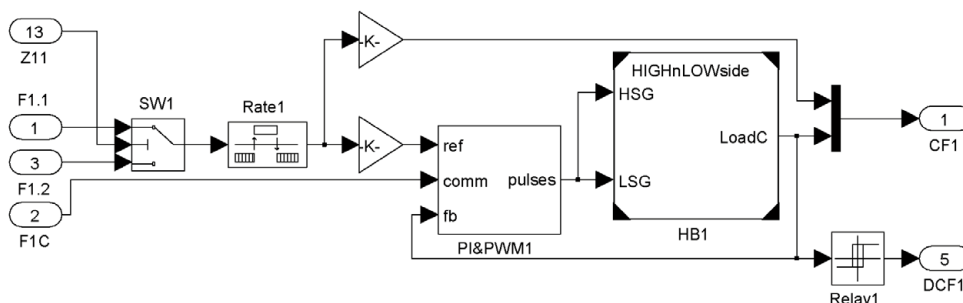 13
Z11
F1.1
1
3
F1.2
2
F1C
SW1
Rate1
-K-
-K-
ref
comm
fb
pulses
PI&PWM1
HIGHnLOWside
HSG
LSG
LoadC
HB1
1
CF1
Relay1
5
DCF1